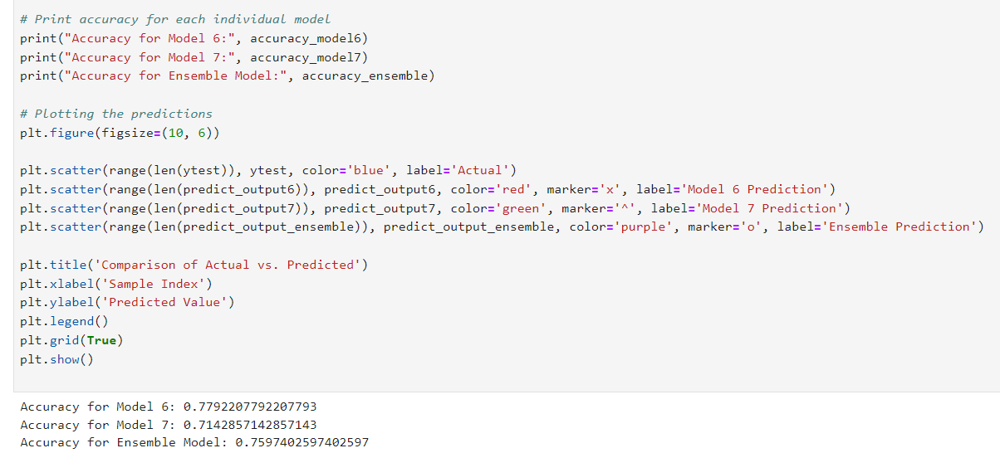 # Print accuracy for each individual model
print("Accuracy for Model 6:", accuracy_model6)
print("Accuracy for Model 7:", accuracy_model7)
print("Accuracy for Ensemble Model:", accuracy_ensemble)
# Plotting the predictions
plt.figure(figsize=(10, 6))
plt.scatter(range(len(ytest)), ytest, color='blue', label='Actual')
plt.scatter(range(len(predict_output6)), predict_output6, color='red', marker='x', label='Model 6 Prediction')
plt.scatter(range(len(predict_output7)), predict_output7, color='green', marker='^', label='Model 7 Prediction')
plt.scatter(range(len(predict_output_ensemble)), predict_output_ensemble, color='purple', marker='o', label='Ensemble Prediction')
plt.title('Comparison of Actual vs. Predicted')
plt.xlabel('Sample Index')
plt.ylabel('Predicted Value')
plt.legend()
plt.grid(True)
plt.show()
Accuracy for Model 6: 0.7792207792207793
Accuracy for Model 7: 0.7142857142857143
Accuracy for Ensemble Model: 0.7597402597402597